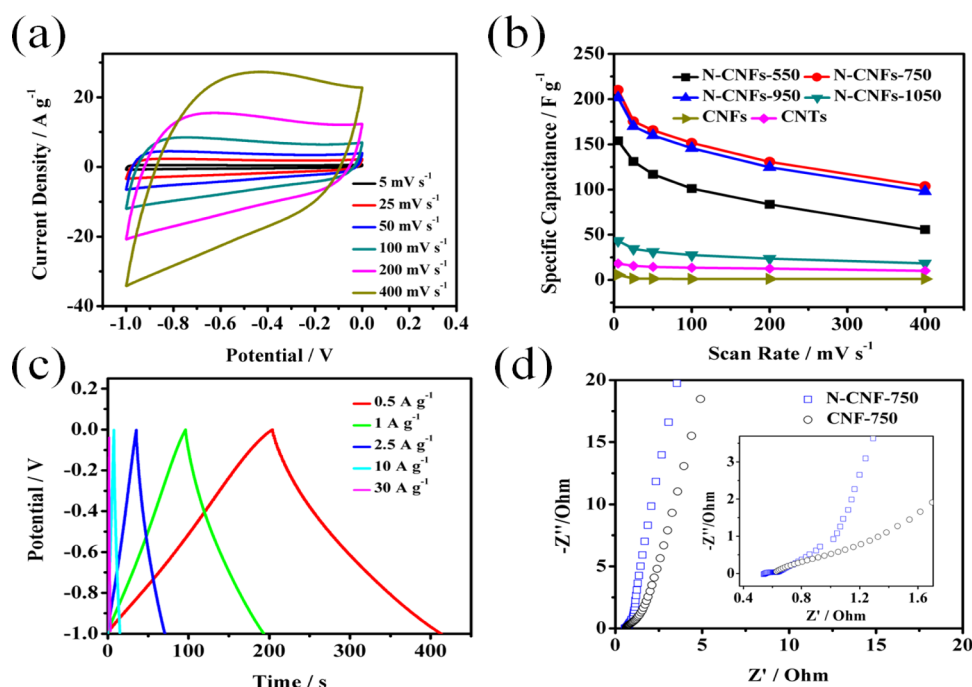 (a)
Current Density / A g-1
40
20
0
-20
-40
-1.0 -0.8 -0.6 -0.4 -0.2 0.0 0.2 0.4
Potential / V
5 mV s-1
25 mV s-1
50 mV s-1
100 mV s-1
200 mV s-1
400 mV s-1
(b)
Specific Capacitance / F g-1
250
200
150
100
50
0
0 100 200 300 400
Scan Rate / mV s-1
N-CNFs-550 N-CNFs-750
N-CNFs-950 N-CNFs-1050
CNFs CNTs
(c)
Potential / V
0.2
0.0
-0.2
-0.4
-0.6
-0.8
-1.0
0 100 200 300 400
Time / s
0.5 A g-1
1 A g-1
2.5 A g-1
10 A g-1
30 A g-1
(d)
-Z''/Ohm
20
15
10
5
0
0 5 10 15 20
Z' / Ohm
N-CNF-750
CNF-750
-Z''/Ohm
3
2
1
0
0.4 0.8 1.2 1.6
Z' / Ohm